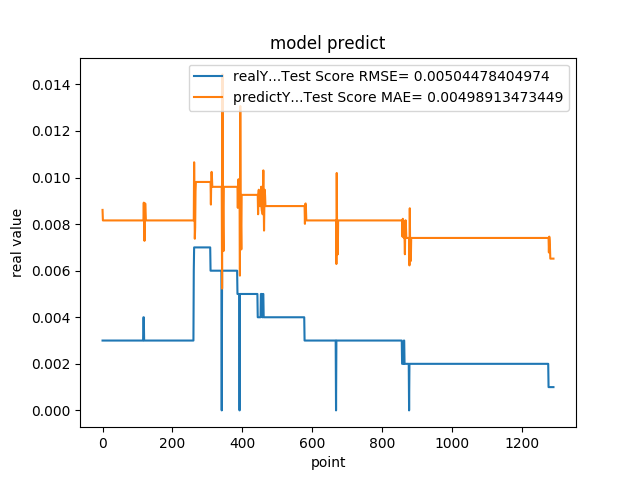 model predict
realY...Test Score RMSE= 0.00504478404974
predictY...Test Score MAE= 0.00498913473449
real value
0.014
0.012
0.010
0.008
0.006
0.004
0.002
0.000
0 200 400 600 800 1000 1200
point